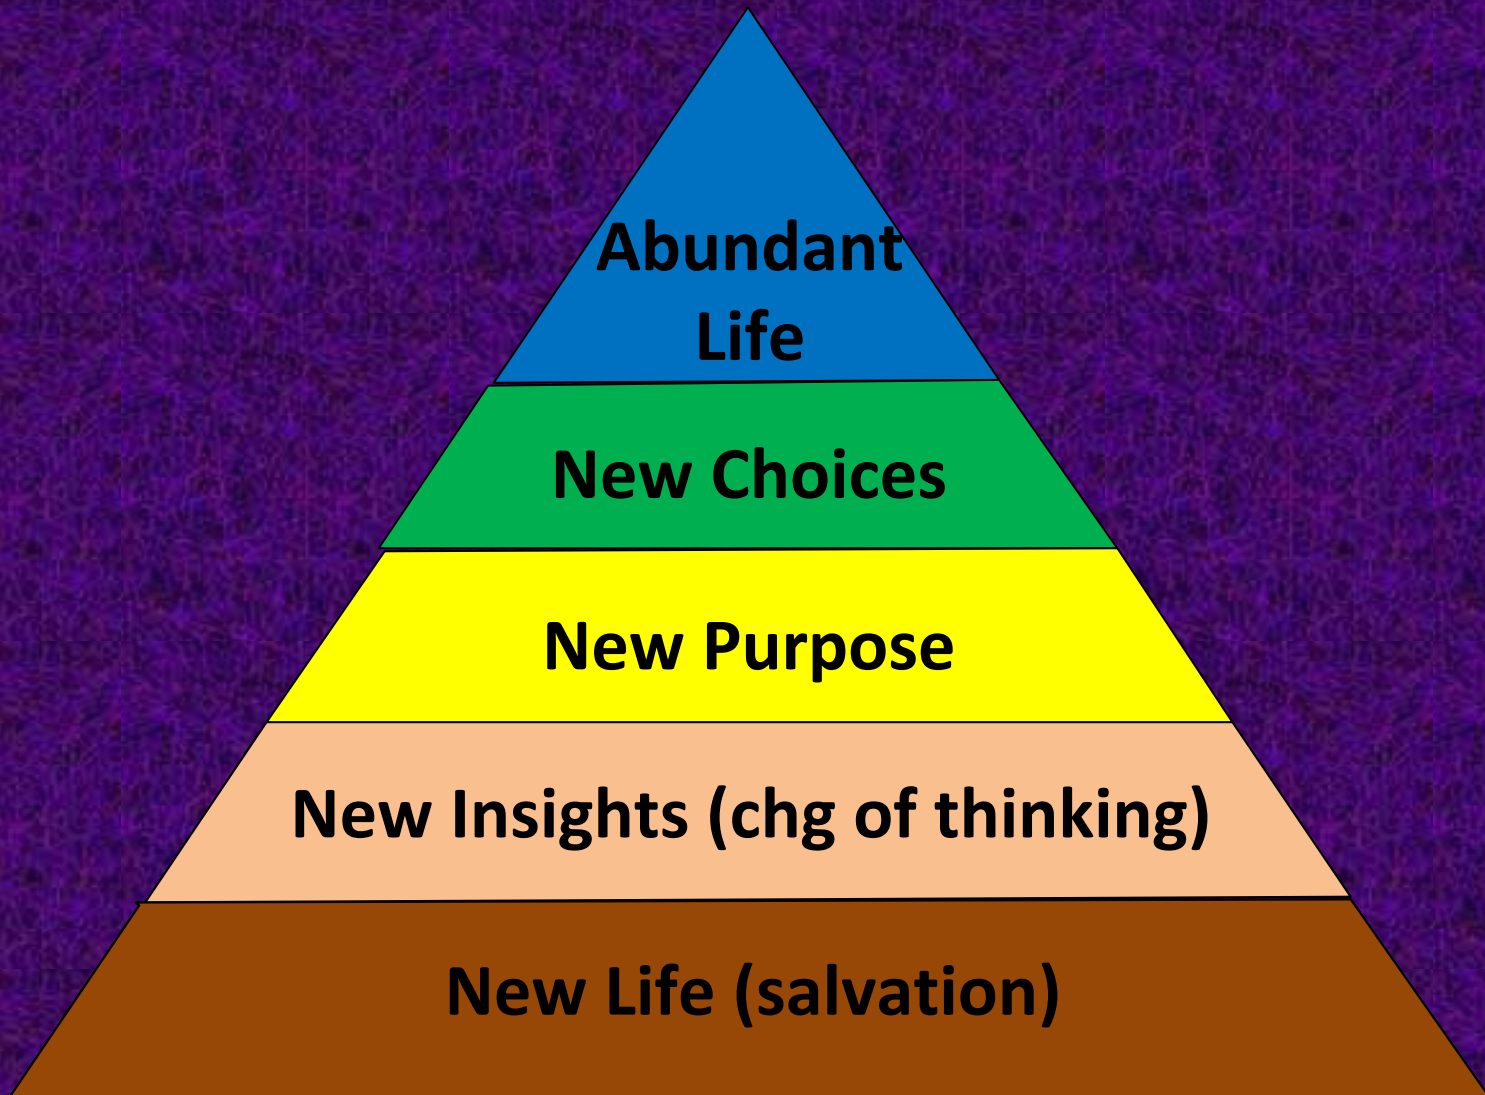 Abundant
Life
New Choices
New Purpose
New Insights (chg of thinking)
New Life (salvation)